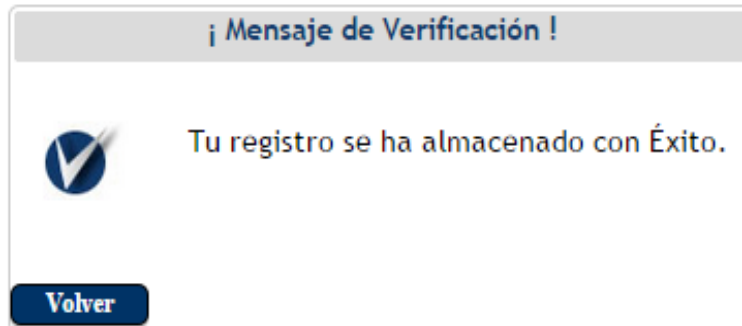 ¡ Mensaje de Verificación !
Tu registro se ha almacenado con Éxito.
Volver